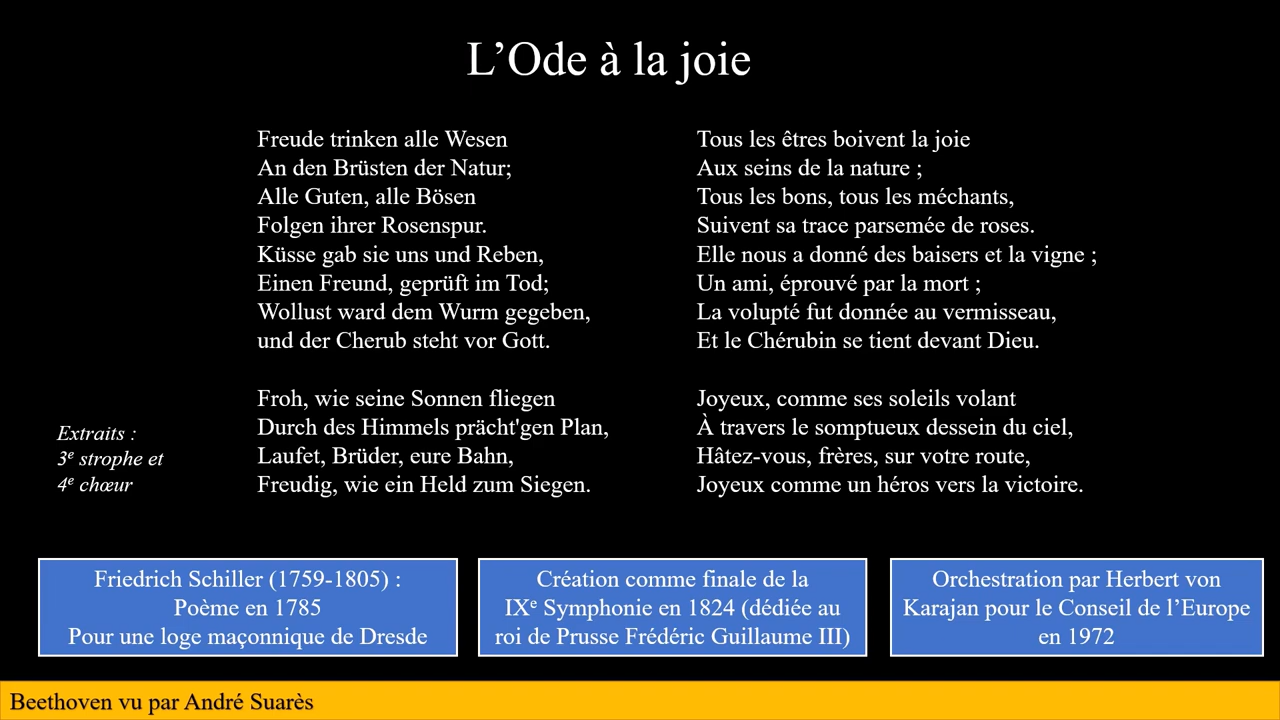 L’Ode à la joie
Freude trinken alle Wesen
An den Brüsten der Natur;
Alle Guten, alle Bösen
Folgen ihrer Rosenspur.
Küsse gab sie uns und Reben,
Einen Freund, geprüft im Tod;
Wollust ward dem Wurm gegeben,
und der Cherub steht vor Gott.
Froh, wie seine Sonnen fliegen
Durch des Himmels prächt'gen Plan,
Laufet, Brüder, eure Bahn,
Freudig, wie ein Held zum Siegen.
Tous les êtres boivent la joie
Aux seins de la nature ;
Tous les bons, tous les méchants,
Suivent sa trace parsemée de roses.
Elle nous a donné des baisers et la vigne ;
Un ami, éprouvé par la mort ;
La volupté fut donnée au vermisseau,
Et le Chérubin se tient devant Dieu.
Joyeux, comme ses soleils volant
À travers le somptueux dessein du ciel,
Hâtez-vous, frères, sur votre route,
Joyeux comme un héros vers la victoire.
Extraits :
3e strophe et
4e chœur
Friedrich Schiller (1759-1805) :
Poème en 1785
Pour une loge maçonnique de Dresde
Création comme finale de la
IXe Symphonie en 1824 (dédiée au
roi de Prusse Frédéric Guillaume III)
Orchestration par Herbert von
Karajan pour le Conseil de l’Europe
en 1972
Beethoven vu par André Suarès